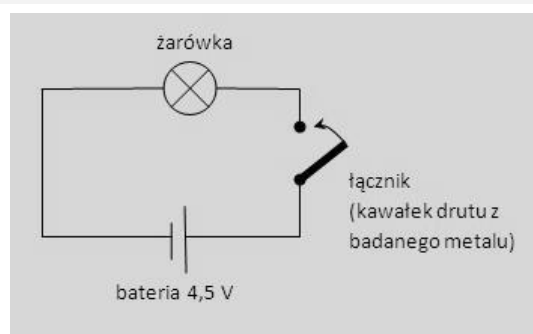 żarówka
łącznik
(kawałek drutu z
badanego metalu)
bateria 4,5 V